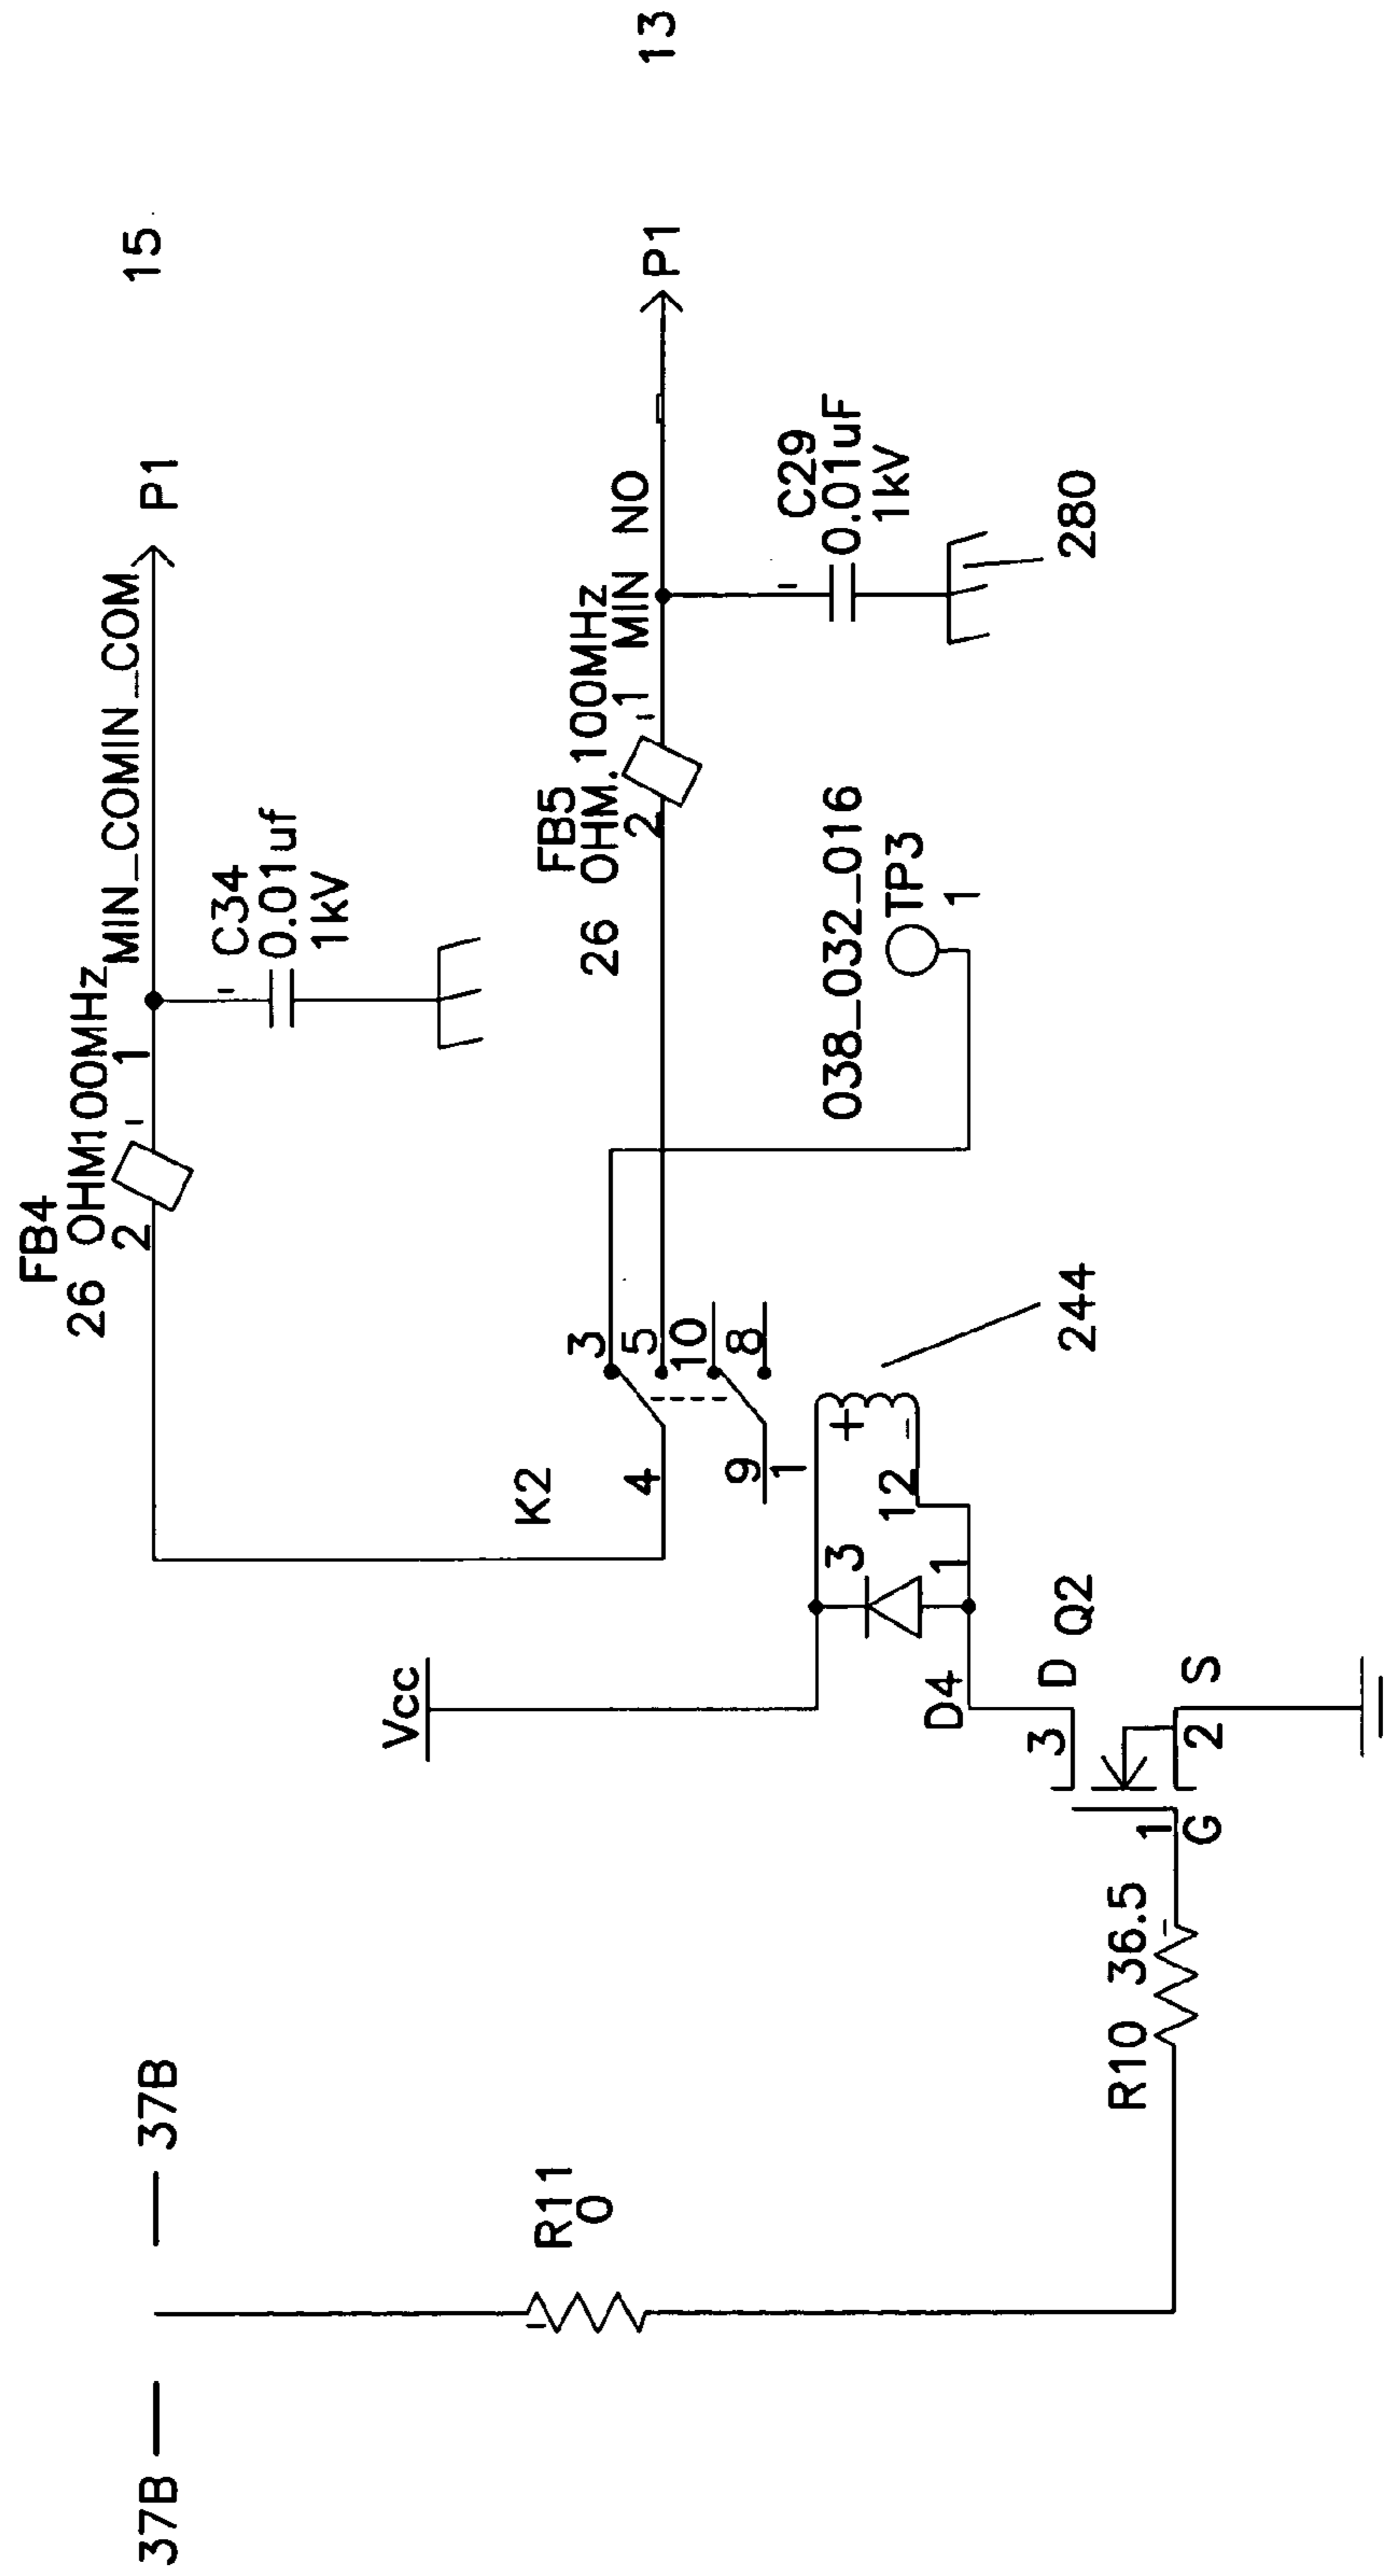 37B
37B
R11
0
R10 36.5
1
G
3
D
Q2
2
S
D4
Vcc
3
1
12
1
+
-
244
K2
4
9
3
5
10
8
FB4
26 OHM100MHz
2
1
MIN_COMIN_COM
P1
15
C34
0.01uf
1kV
FB5
26 OHM.100MHz
2
1
MIN NO
P1
13
C29
0.01uF
1kV
280
038_032_016
TP3
1